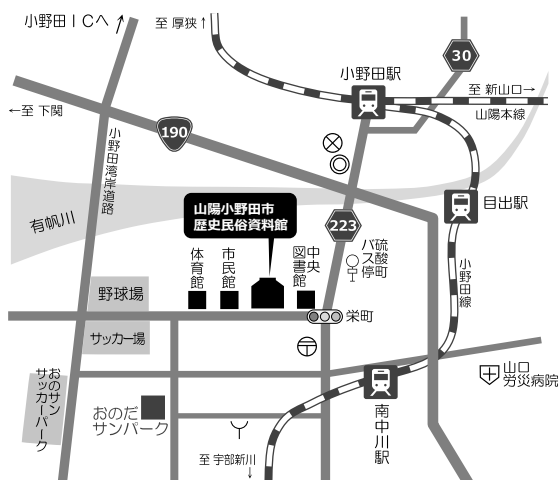 小野田ＩＣへ
至 厚狭↑
30
小野田駅
至 新山口→
山陽本線
←至 下関
190
小野田湾岸道路
目出駅
有帆川
山陽小野田市
歴史民俗資料館
223
体育館
市民館
中央
図書館
硫酸町
バス停
小野田線
野球場
栄町
サッカー場
山口
労災病院
おのサン
サッカーパーク
おのだ
サンパーク
南中川駅
至 宇部新川
↓